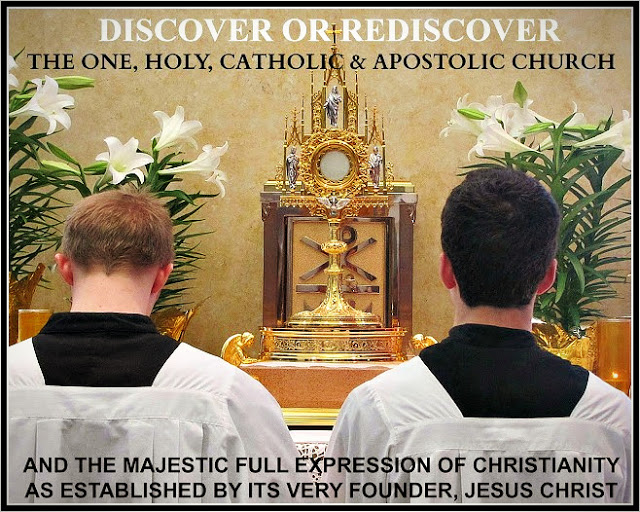 DISCOVER OR REDISCOVER
THE ONE, HOLY, CATHOLIC & APOSTOLIC CHURCH
AND THE MAJESTIC FULL EXPRESSION OF CHRISTIANITY
AS ESTABLISHED BY ITS VERY FOUNDER, JESUS CHRIST